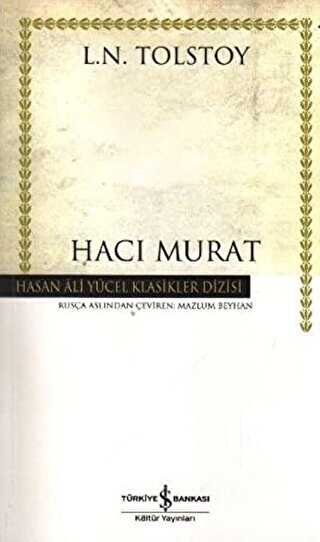 L.N. TOLSTOY
HACI MURAT
HASAN ÂLİ YÜCEL KLASİKLER DİZİSİ
RUSÇA ASLINDAN ÇEVİREN: MAZLUM BEYHAN
TÜRKİYE İŞ BANKASI
Kültür Yayınları